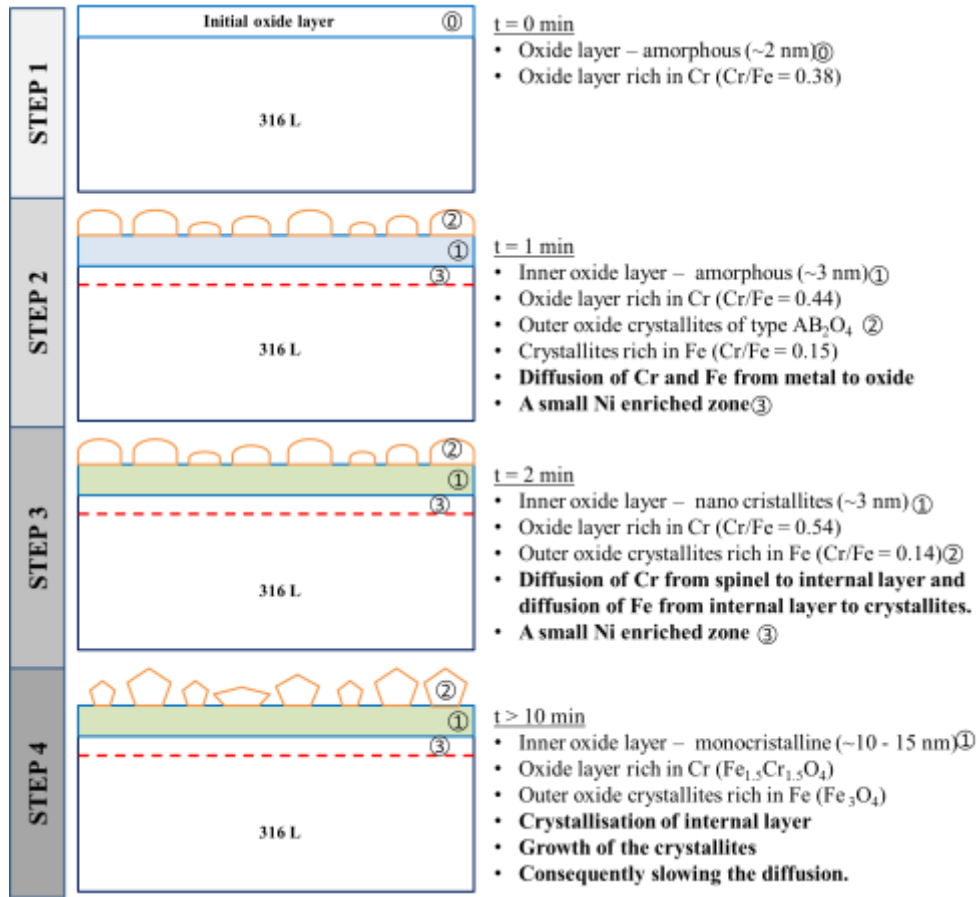 STEP 1
Initial oxide layer ⓪
316 L
t = 0 min
• Oxide layer – amorphous (~2 nm)⓪
• Oxide layer rich in Cr (Cr/Fe = 0.38)
STEP 2
②
①
③
316 L
t = 1 min
• Inner oxide layer – amorphous (~3 nm)①
• Oxide layer rich in Cr (Cr/Fe = 0.44)
• Outer oxide crystallites of type AB₂O₄ ②
• Crystallites rich in Fe (Cr/Fe = 0.15)
• Diffusion of Cr and Fe from metal to oxide
• A small Ni enriched zone③
STEP 3
②
①
③
316 L
t = 2 min
• Inner oxide layer – nano cristallites (~3 nm)①
• Oxide layer rich in Cr (Cr/Fe = 0.54)
• Outer oxide crystallites rich in Fe (Cr/Fe = 0.14)②
• Diffusion of Cr from spinel to internal layer and
diffusion of Fe from internal layer to crystallites.
• A small Ni enriched zone ③
STEP 4
②
①
③
316 L
t > 10 min
• Inner oxide layer – monocristalline (~10 - 15 nm)①
• Oxide layer rich in Cr (Fe₁.₅Cr₁.₅O₄)
• Outer oxide crystallites rich in Fe (Fe₃O₄)
• Crystallisation of internal layer
• Growth of the crystallites
• Consequently slowing the diffusion.